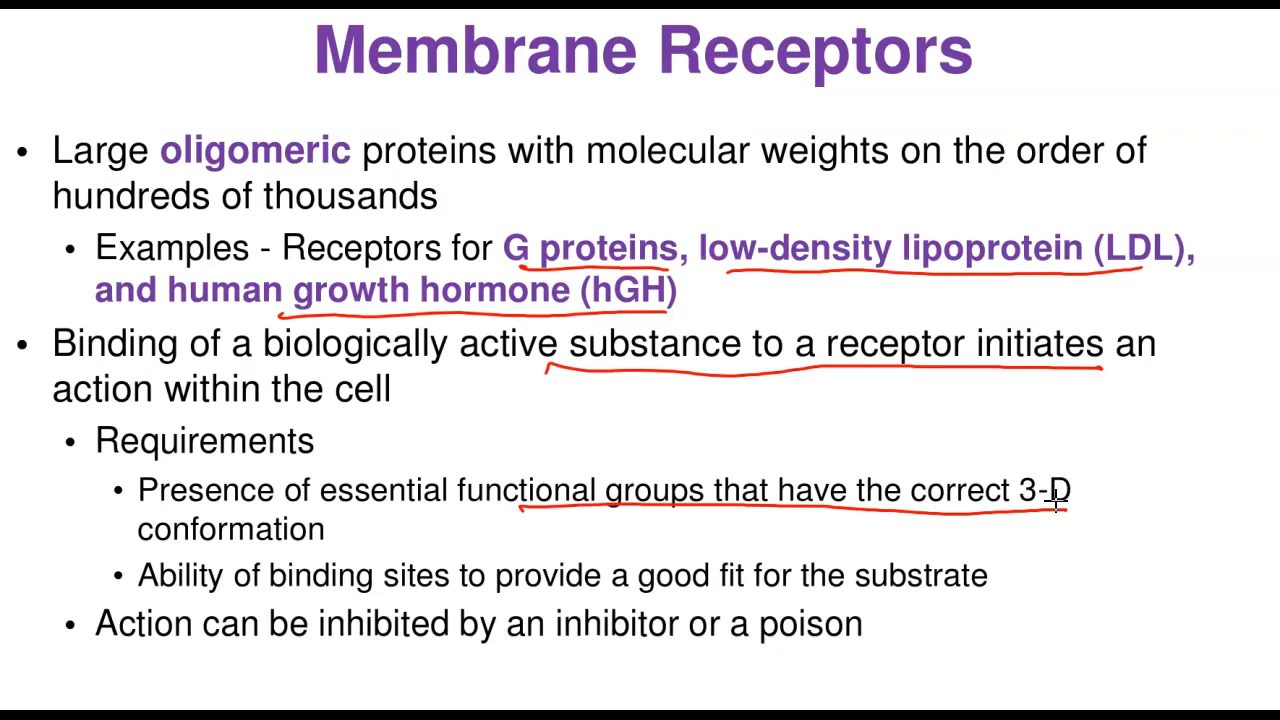 Membrane Receptors
• Large oligomeric proteins with molecular weights on the order of
hundreds of thousands
• Examples - Receptors for G proteins, low-density lipoprotein (LDL),
and human growth hormone (hGH)
• Binding of a biologically active substance to a receptor initiates an
action within the cell
• Requirements
• Presence of essential functional groups that have the correct 3-D
conformation
• Ability of binding sites to provide a good fit for the substrate
• Action can be inhibited by an inhibitor or a poison